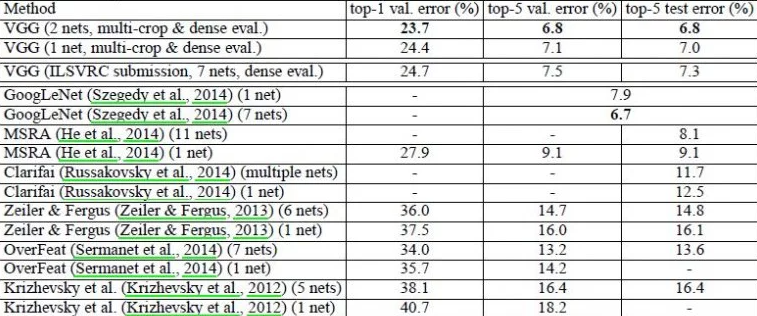 Method top-1 val. error (%) top-5 val. error (%) top-5 test error (%)
VGG (2 nets, multi-crop & dense eval.) 23.7 6.8 6.8
VGG (1 net, multi-crop & dense eval.) 24.4 7.1 7.0
VGG (ILSVRC submission, 7 nets, dense eval.) 24.7 7.5 7.3
GoogLeNet (Szegedy et al., 2014) (1 net) - 7.9
GoogLeNet (Szegedy et al., 2014) (7 nets) - 6.7
MSRA (He et al., 2014) (11 nets) - - 8.1
MSRA (He et al., 2014) (1 net) 27.9 9.1 9.1
Clarifai (Russakovsky et al., 2014) (multiple nets) - - 11.7
Clarifai (Russakovsky et al., 2014) (1 net) - - 12.5
Zeiler & Fergus (Zeiler & Fergus, 2013) (6 nets) 36.0 14.7 14.8
Zeiler & Fergus (Zeiler & Fergus, 2013) (1 net) 37.5 16.0 16.1
OverFeat (Sermanet et al., 2014) (7 nets) 34.0 13.2 13.6
OverFeat (Sermanet et al., 2014) (1 net) 35.7 14.2 -
Krizhevsky et al. (Krizhevsky et al., 2012) (5 nets) 38.1 16.4 16.4
Krizhevsky et al. (Krizhevsky et al., 2012) (1 net) 40.7 18.2 -